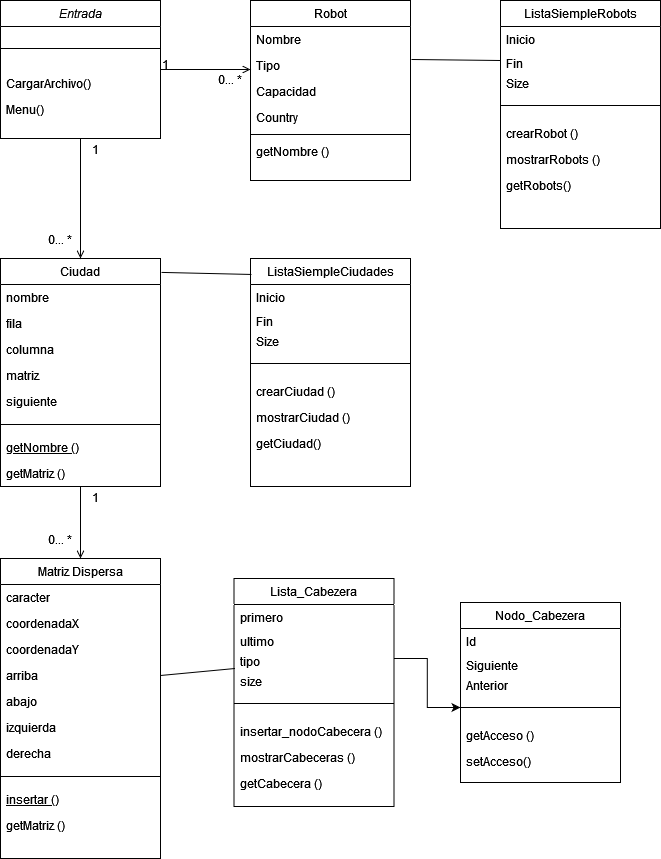 Entrada
CargarArchivo()
Menu()
1
0... *
Robot
Nombre
Tipo
Capacidad
Country
getNombre ()
ListaSiempleRobots
Inicio
Fin
Size
crearRobot ()
mostrarRobots ()
getRobots()
1
0... *
Ciudad
nombre
fila
columna
matriz
siguiente
getNombre ()
getMatriz ()
ListaSiempleCiudades
Inicio
Fin
Size
crearCiudad ()
mostrarCiudad ()
getCiudad()
1
0... *
Matriz Dispersa
caracter
coordenadaX
coordenadaY
arriba
abajo
izquierda
derecha
insertar ()
getMatriz ()
Lista_Cabezera
primero
ultimo
tipo
size
insertar_nodoCabecera ()
mostrarCabeceras ()
getCabecera ()
Nodo_Cabezera
Id
Siguiente
Anterior
getAcceso ()
setAcceso()